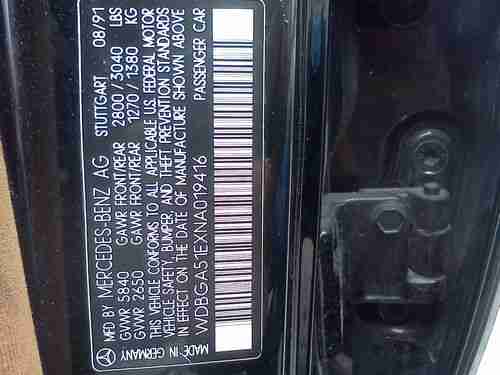 MFD BY MERCEDES-BENZ AG STUTTGART 08/91
GVWR 5840 GAWR FRONT/REAR 2800 / 3040 LBS
GVWR 2650 GAWR FRONT/REAR 1270 / 1380 KG
THIS VEHICLE CONFORMS TO ALL APPLICABLE U.S. FEDERAL MOTOR
VEHICLE SAFETY, BUMPER, AND THEFT PREVENTION STANDARDS
IN EFFECT ON THE DATE OF MANUFACTURE SHOWN ABOVE
WDBGA51EXNA019416 PASSENGER CAR
MADE IN GERMANY